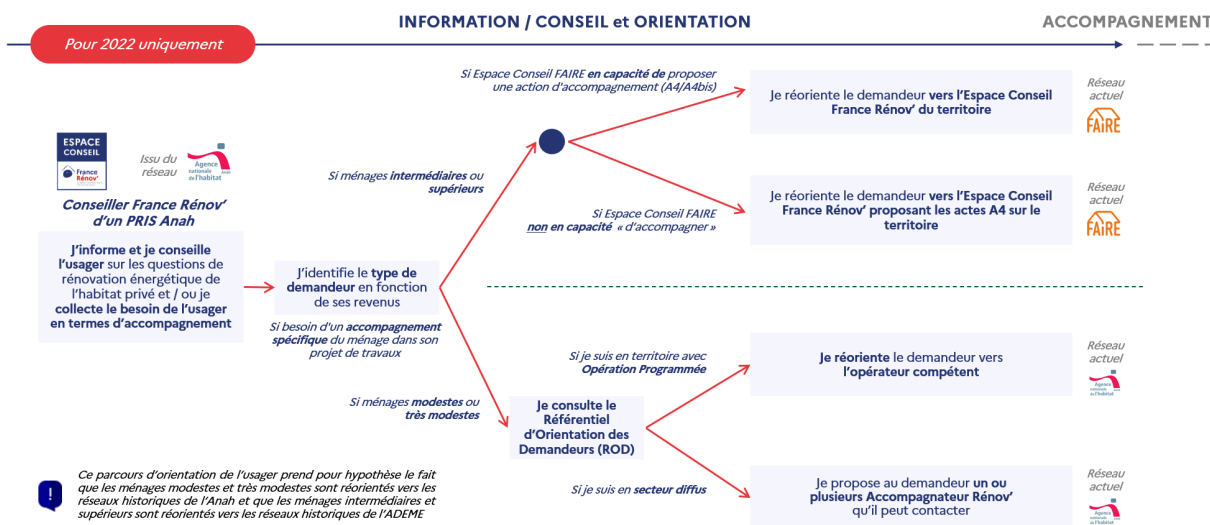 INFORMATION / CONSEIL et ORIENTATION
ACCOMPAGNEMENT
Pour 2022 uniquement
ESPACE
CONSEIL
France
Rénov'
Issu du
réseau
Agence
nationale
de l'habitat
Anah
Conseiller France Rénov'
d'un PRIS Anah
J'informe et je conseille
l'usager sur les questions de
rénovation énergétique de
l'habitat privé et / ou je
collecte le besoin de l'usager
en termes d'accompagnement
J'identifie le type de
demandeur en fonction
de ses revenus
Si besoin d'un accompagnement
spécifique du ménage dans son
projet de travaux
Si ménages intermédiaires ou
supérieurs
Si Espace Conseil FAIRE en capacité de proposer
une action d'accompagnement (A4/A4bis)
Je réoriente le demandeur vers l'Espace Conseil
France Rénov' du territoire
Réseau
actuel
FAiRE
Si Espace Conseil FAIRE
non en capacité « d'accompagner »
Je réoriente le demandeur vers l'Espace Conseil
France Rénov' proposant les actes A4 sur le
territoire
Réseau
actuel
FAiRE
Si ménages modestes ou
très modestes
Je consulte le
Référentiel
d'Orientation des
Demandeurs (ROD)
Si je suis en territoire avec
Opération Programmée
Je réoriente le demandeur vers
l'opérateur compétent
Réseau
actuel
Agence
nationale
de l'habitat
Si je suis en secteur diffus
Je propose au demandeur un ou
plusieurs Accompagnateur Rénov'
qu'il peut contacter
Réseau
actuel
Agence
nationale
de l'habitat
!
Ce parcours d'orientation de l'usager prend pour hypothèse le fait
que les ménages modestes et très modestes sont réorientés vers les
réseaux historiques de l'Anah et que les ménages intermédiaires et
supérieurs sont réorientés vers les réseaux historiques de l'ADEME